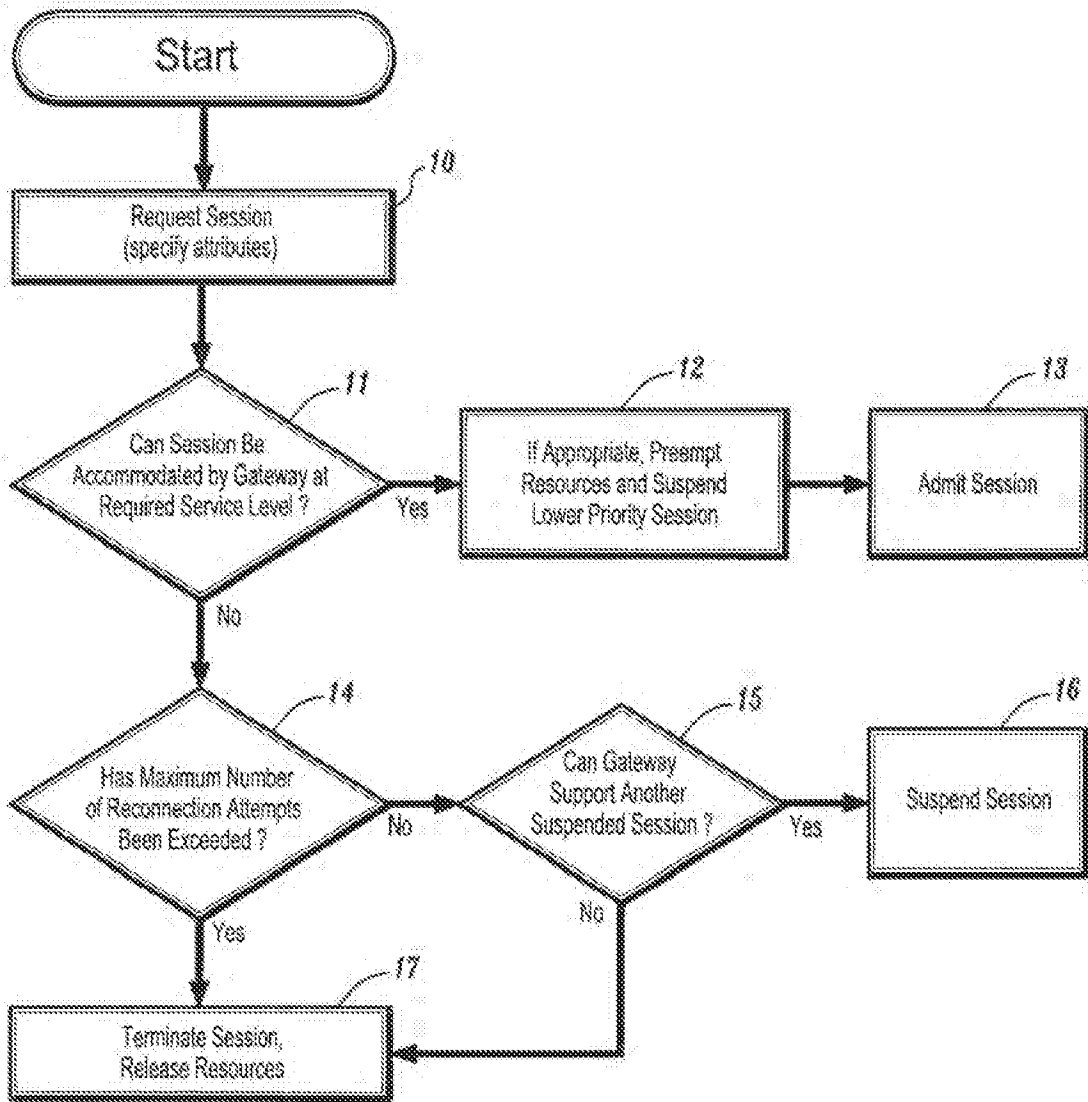 Start
10
Request Session
(specify attributes)
11
Can Session Be
Accommodated by Gateway at
Required Service Level ?
Yes
12
If Appropriate, Preempt
Resources and Suspend
Lower Priority Session
13
Admit Session
No
14
Has Maximum Number
of Reconnection Attempts
Been Exceeded ?
No
15
Can Gateway
Support Another
Suspended Session ?
Yes
16
Suspend Session
Yes
No
17
Terminate Session,
Release Resources